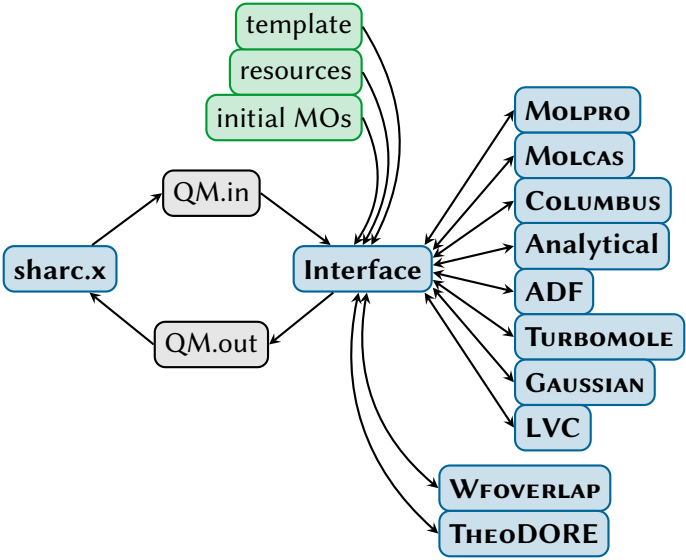 template
resources
initial MOs
MOLPRO
MOLCAS
QM.in
COLUMBUS
Analytical
sharc.x
Interface
ADF
TURBOMOLE
QM.out
GAUSSIAN
LVC
WFOVERLAP
THEODORE